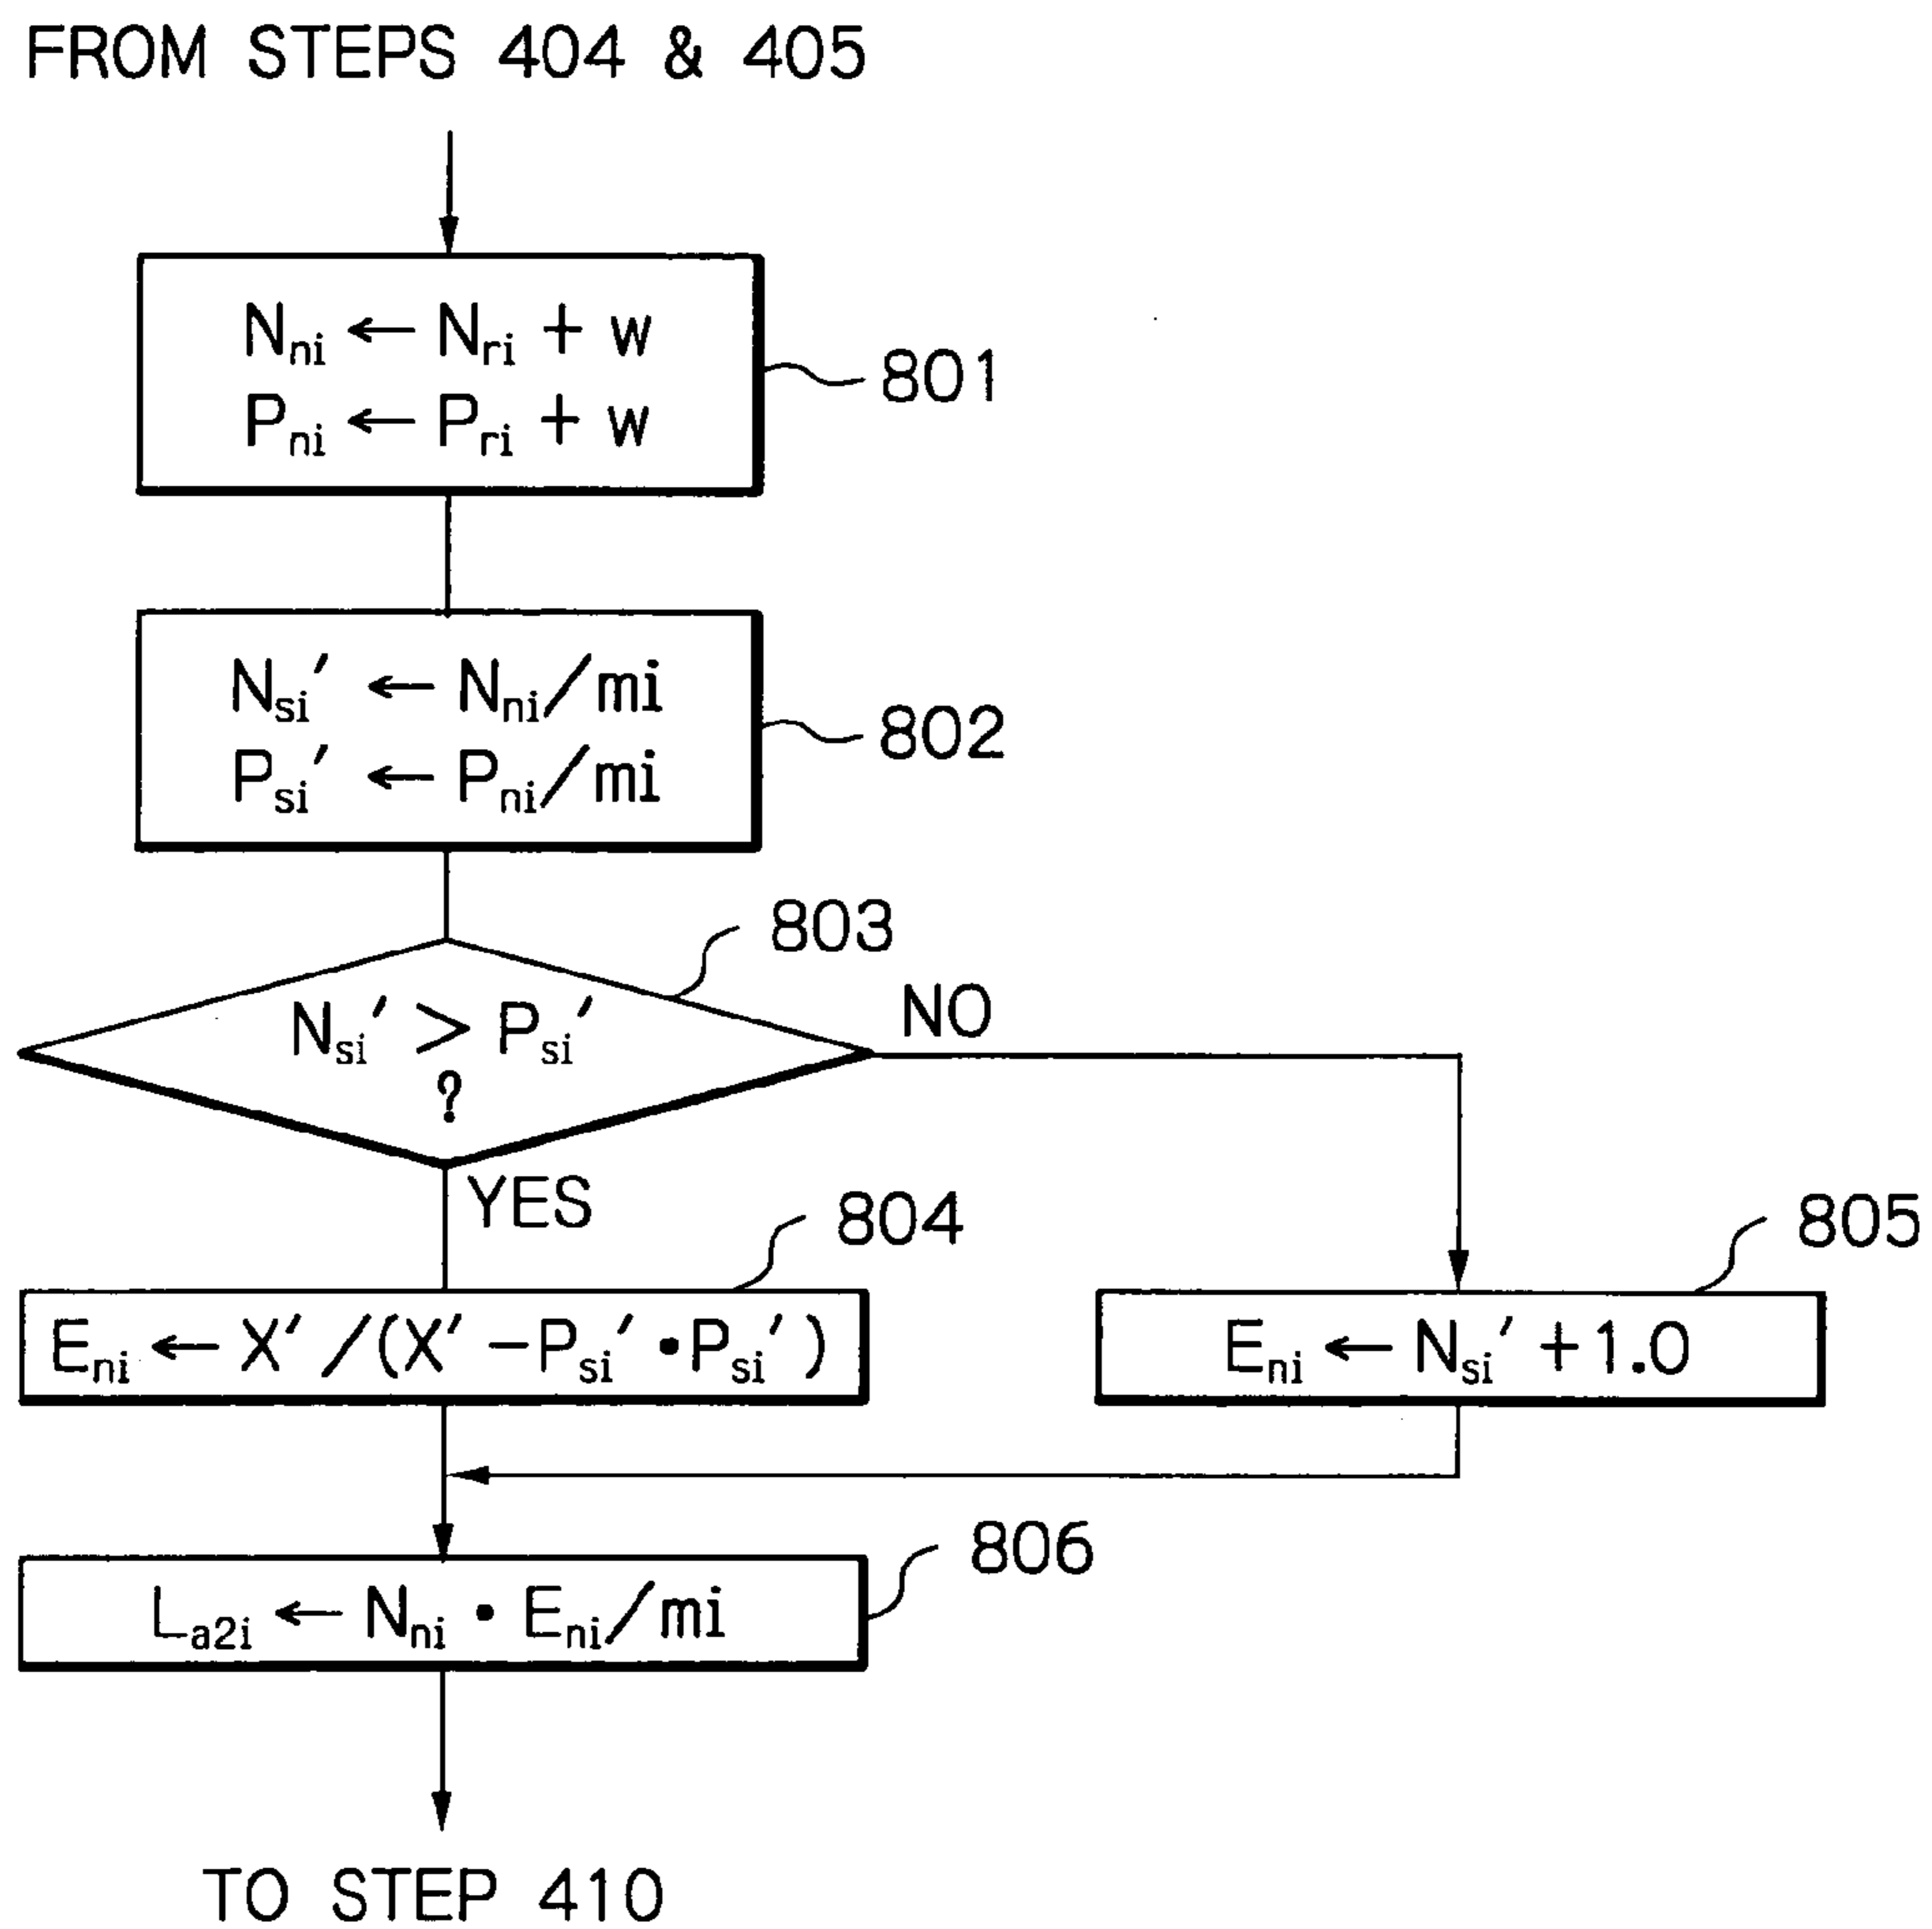 FROM STEPS 404 & 405
Nni ← Nri + w
Pni ← Pri + w
801
Nsi′ ← Nni/mi
Psi′ ← Pni/mi
802
803
Nsi′ > Psi′
?
NO
YES
804
805
Eni ← X′/(X′−Psi′•Psi′)
Eni ← Nsi′+1.0
806
La2i ← Nni • Eni/mi
TO STEP 410